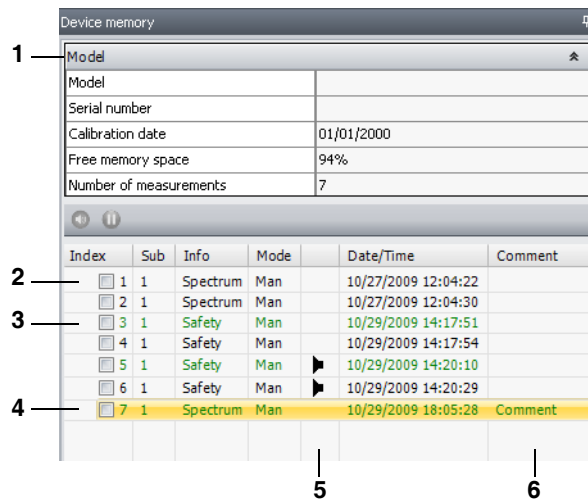 Device memory
1 Model
Model
Serial number
Calibration date 01/01/2000
Free memory space 94%
Number of measurements 7
Index Sub Info Mode Date/Time Comment
2 1 1 Spectrum Man 10/27/2009 12:04:22
2 1 Spectrum Man 10/27/2009 12:04:30
3 3 1 Safety Man 10/29/2009 14:17:51
4 1 Safety Man 10/29/2009 14:17:54
5 1 Safety Man 10/29/2009 14:20:10
6 1 Safety Man 10/29/2009 14:20:29
4 7 1 Spectrum Man 10/29/2009 18:05:28 Comment
5 6